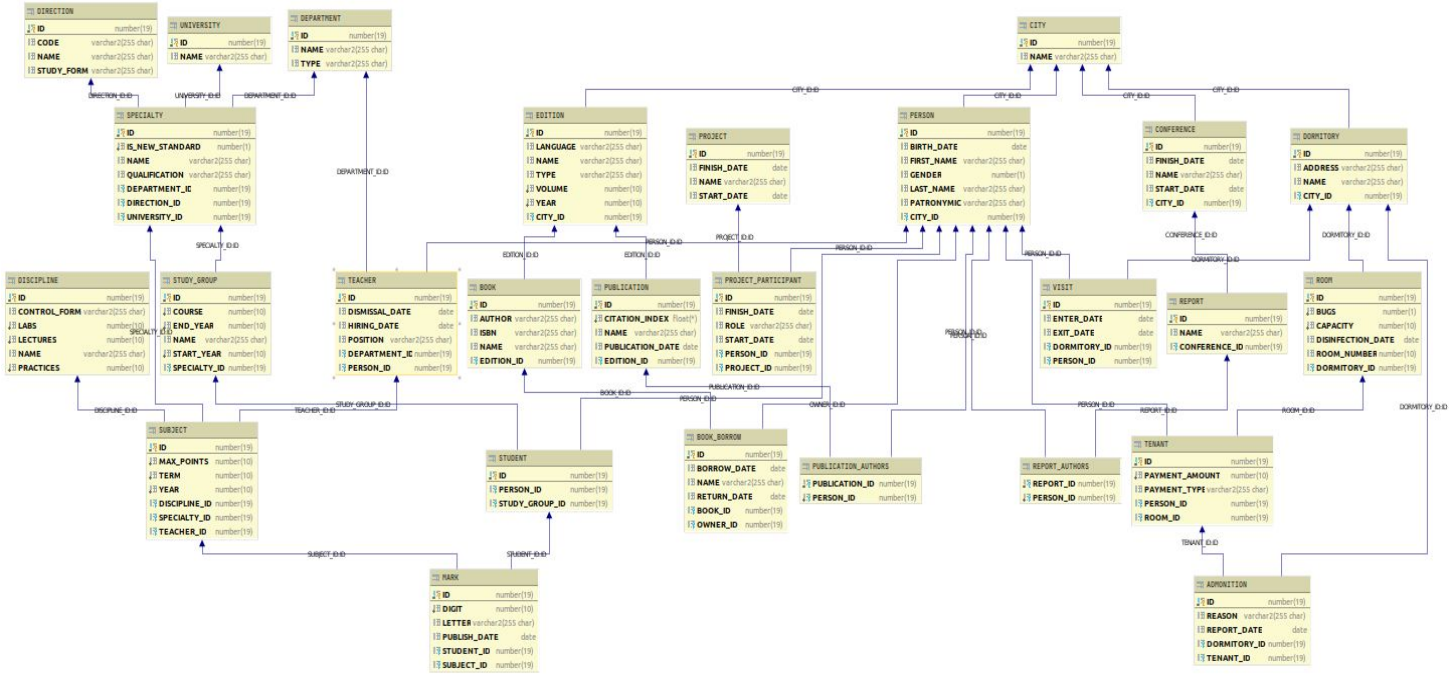 DIRECTION
ID number(19)
CODE varchar2(255 char)
NAME varchar2(255 char)
STUDY_FORM varchar2(255 char)
UNIVERSITY
ID number(19)
NAME varchar2(255 char)
DEPARTMENT
ID number(19)
NAME varchar2(255 char)
TYPE varchar2(255 char)
CITY
ID number(19)
NAME varchar2(255 char)
DIRECTION_ID:ID
UNIVERSITY_ID:ID
DEPARTMENT_ID:ID
CITY_ID:ID
CITY_ID:ID
CITY_ID:ID
CITY_ID:ID
SPECIALTY
ID number(19)
IS_NEW_STANDARD number(1)
NAME varchar2(255 char)
QUALIFICATION varchar2(255 char)
DEPARTMENT_ID number(19)
DIRECTION_ID number(19)
UNIVERSITY_ID number(19)
DEPARTMENT_ID:ID
EDITION
ID number(19)
LANGUAGE varchar2(255 char)
NAME varchar2(255 char)
TYPE varchar2(255 char)
VOLUME number(10)
YEAR number(10)
CITY_ID number(19)
PROJECT
ID number(19)
FINISH_DATE date
NAME varchar2(255 char)
START_DATE date
PERSON
ID number(19)
BIRTH_DATE date
FIRST_NAME varchar2(255 char)
GENDER number(1)
LAST_NAME varchar2(255 char)
PATRONYMIC varchar2(255 char)
CITY_ID number(19)
CONFERENCE
ID number(19)
FINISH_DATE date
NAME varchar2(255 char)
START_DATE date
CITY_ID number(19)
DORMITORY
ID number(19)
ADDRESS varchar2(255 char)
NAME varchar2(255 char)
CITY_ID number(19)
SPECIALTY_ID:ID
PERSON_ID:ID
PROJECT_ID:ID
PERSON_ID:ID
EDITION_ID:ID
EDITION_ID:ID
PERSON_ID:ID
CONFERENCE_ID:ID
DORMITORY_ID:ID
DORMITORY_ID:ID
DISCIPLINE
ID number(19)
CONTROL_FORM varchar2(255 char)
LABS number(10)
LECTURES number(10)
NAME varchar2(255 char)
PRACTICES number(10)
SPECIALTY_ID:ID
STUDY_GROUP
ID number(19)
COURSE number(10)
END_YEAR number(10)
NAME varchar2(255 char)
START_YEAR number(10)
SPECIALTY_ID number(19)
TEACHER
ID number(19)
DISMISSAL_DATE date
HIRING_DATE date
POSITION varchar2(255 char)
DEPARTMENT_ID number(19)
PERSON_ID number(19)
BOOK
ID number(19)
AUTHOR varchar2(255 char)
ISBN varchar2(255 char)
NAME varchar2(255 char)
EDITION_ID number(19)
PUBLICATION
ID number(19)
CITATION_INDEX float(*)
NAME varchar2(255 char)
PUBLICATION_DATE date
EDITION_ID number(19)
PROJECT_PARTICIPANT
ID number(19)
FINISH_DATE date
ROLE varchar2(255 char)
START_DATE date
PERSON_ID number(19)
PROJECT_ID number(19)
PERSON_ID:ID
VISIT
ID number(19)
ENTER_DATE date
EXIT_DATE date
DORMITORY_ID number(19)
PERSON_ID number(19)
REPORT
ID number(19)
NAME varchar2(255 char)
CONFERENCE_ID number(19)
ROOM
ID number(19)
BUGS number(1)
CAPACITY number(10)
DISINFECTION_DATE date
ROOM_NUMBER number(10)
DORMITORY_ID number(19)
DISCIPLINE_ID:ID
TEACHER_ID:ID
STUDY_GROUP_ID:ID
BOOK_ID:ID
PERSON_ID:ID
PUBLICATION_ID:ID
OWNER_ID:ID
PERSON_ID:ID
REPORT_ID:ID
ROOM_ID:ID
DORMITORY_ID:ID
SUBJECT
ID number(19)
MAX_POINTS number(10)
TERM number(10)
YEAR number(10)
DISCIPLINE_ID number(19)
SPECIALTY_ID number(19)
TEACHER_ID number(19)
STUDENT
ID number(19)
PERSON_ID number(19)
STUDY_GROUP_ID number(19)
BOOK_BORROW
ID number(19)
BORROW_DATE date
NAME varchar2(255 char)
RETURN_DATE date
BOOK_ID number(19)
OWNER_ID number(19)
PUBLICATION_AUTHORS
PUBLICATION_ID number(19)
PERSON_ID number(19)
REPORT_AUTHORS
REPORT_ID number(19)
PERSON_ID number(19)
TENANT
ID number(19)
PAYMENT_AMOUNT number(10)
PAYMENT_TYPE varchar2(255 char)
PERSON_ID number(19)
ROOM_ID number(19)
SUBJECT_ID:ID
STUDENT_ID:ID
TENANT_ID:ID
MARK
ID number(19)
DIGIT number(10)
LETTER varchar2(255 char)
PUBLISH_DATE date
STUDENT_ID number(19)
SUBJECT_ID number(19)
ADMONITION
ID number(19)
REASON varchar2(255 char)
REPORT_DATE date
DORMITORY_ID number(19)
TENANT_ID number(19)